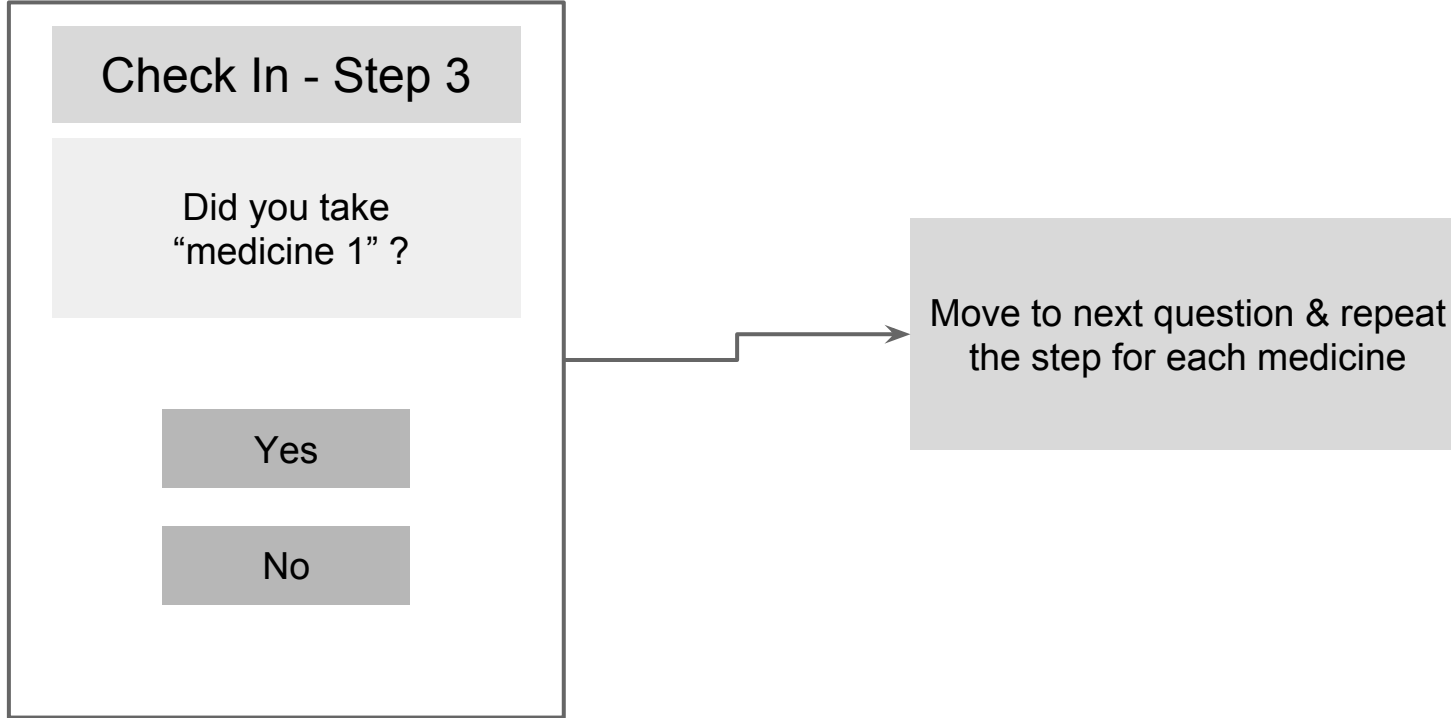 Check In - Step 3
Did you take
“medicine 1” ?
Yes
No
Move to next question & repeat
the step for each medicine